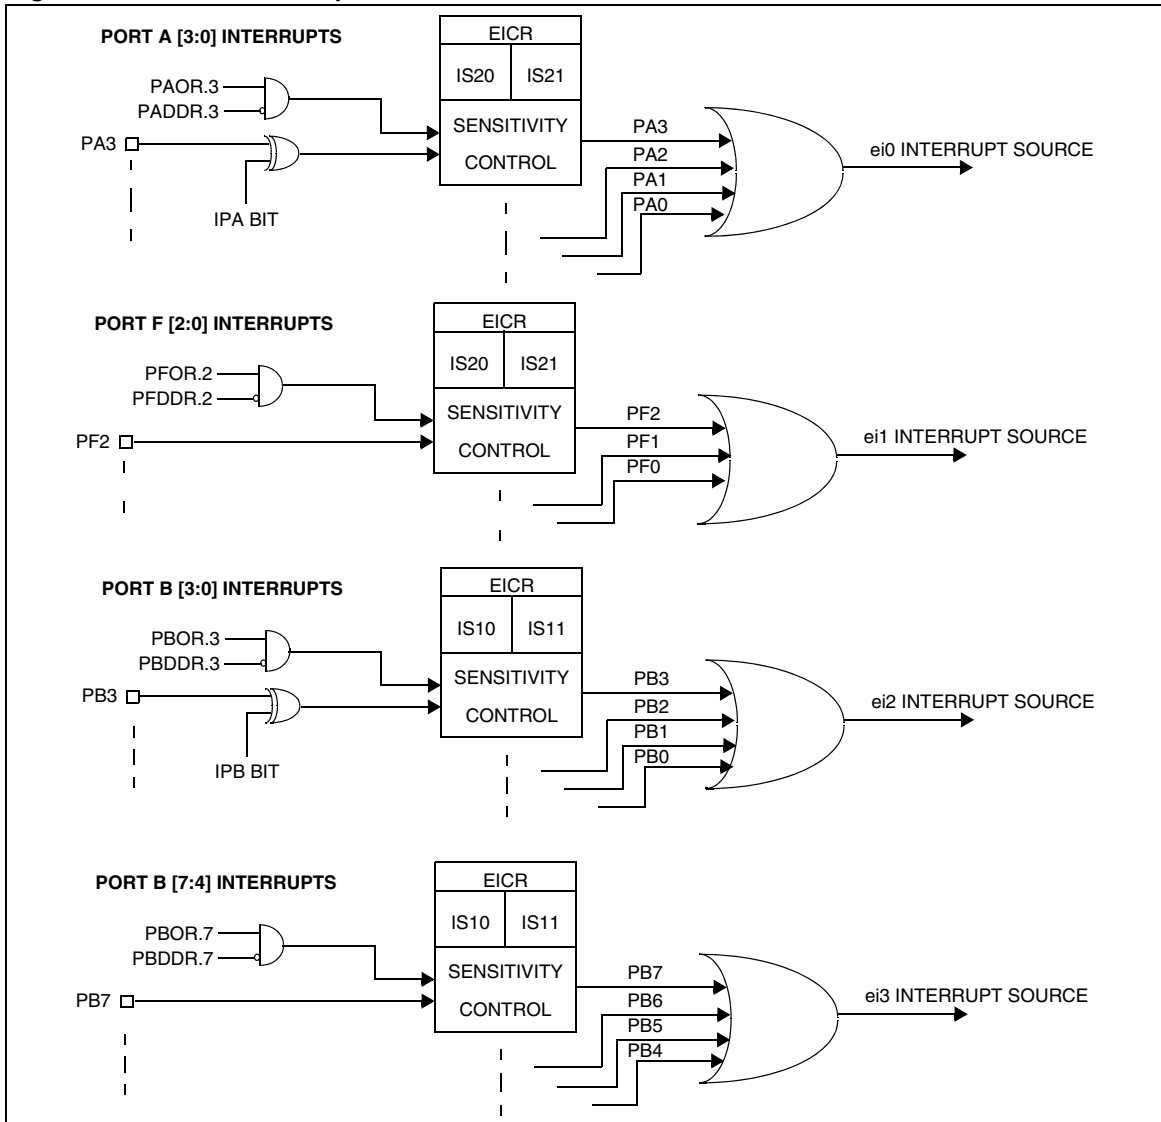 PORT A [3:0] INTERRUPTS
EICR
IS20 IS21
PAOR.3
PADDR.3
SENSITIVITY
CONTROL
PA3
IPA BIT
PA3
PA2
PA1
PA0
ei0 INTERRUPT SOURCE
PORT F [2:0] INTERRUPTS
EICR
IS20 IS21
PFOR.2
PFDDR.2
SENSITIVITY
CONTROL
PF2
PF2
PF1
PF0
ei1 INTERRUPT SOURCE
PORT B [3:0] INTERRUPTS
EICR
IS10 IS11
PBOR.3
PBDDR.3
SENSITIVITY
CONTROL
PB3
IPB BIT
PB3
PB2
PB1
PB0
ei2 INTERRUPT SOURCE
PORT B [7:4] INTERRUPTS
EICR
IS10 IS11
PBOR.7
PBDDR.7
SENSITIVITY
CONTROL
PB7
PB7
PB6
PB5
PB4
ei3 INTERRUPT SOURCE